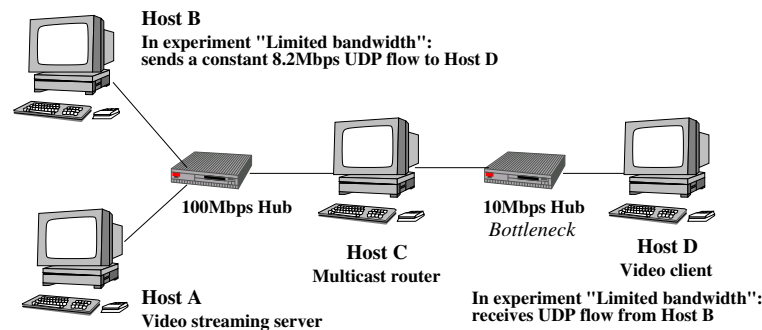 Host B
In experiment "Limited bandwidth":
sends a constant 8.2Mbps UDP flow to Host D
100Mbps Hub
10Mbps Hub
Bottleneck
Host C
Multicast router
Host D
Video client
Host A
Video streaming server
In experiment "Limited bandwidth":
receives UDP flow from Host B